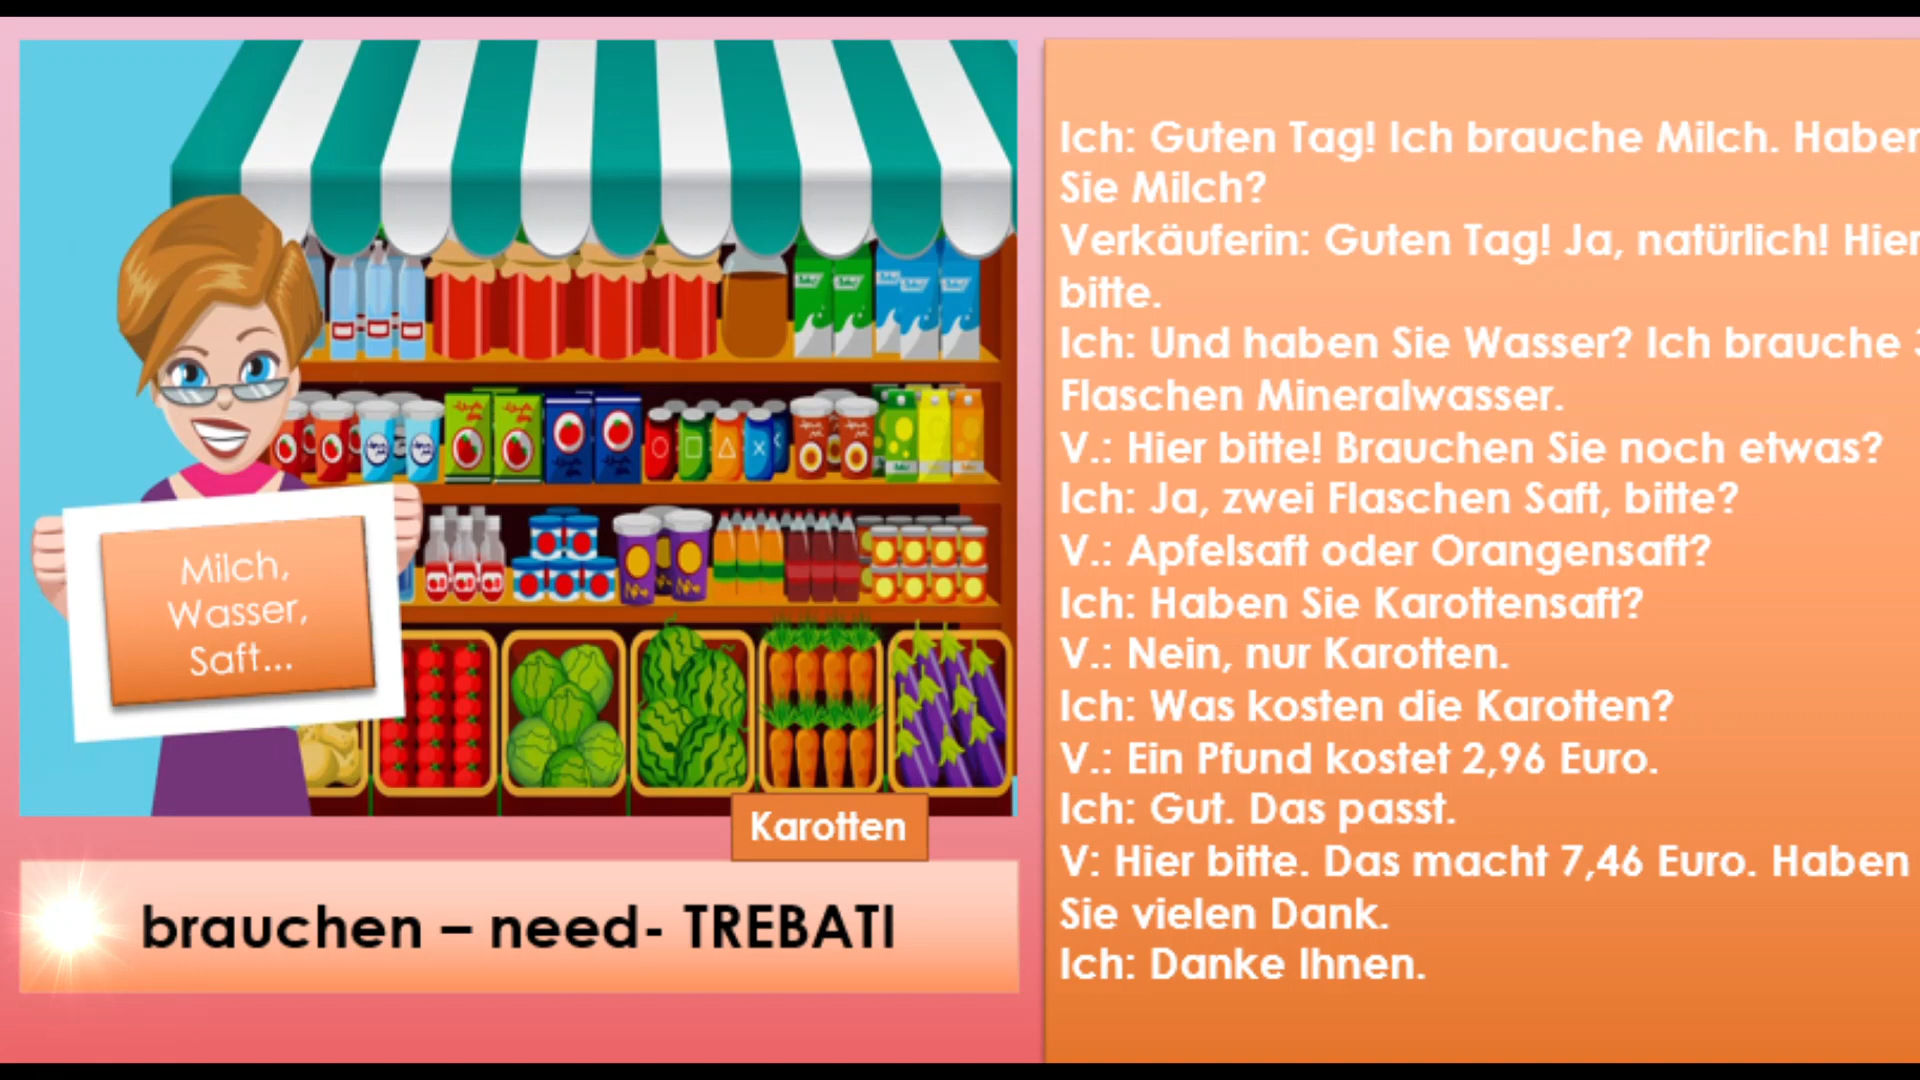 Milch,
Wasser,
Saft...
Karotten
brauchen – need- TREBATI
Ich: Guten Tag! Ich brauche Milch. Haben
Sie Milch?
Verkäuferin: Guten Tag! Ja, natürlich! Hier
bitte.
Ich: Und haben Sie Wasser? Ich brauche 3
Flaschen Mineralwasser.
V.: Hier bitte! Brauchen Sie noch etwas?
Ich: Ja, zwei Flaschen Saft, bitte?
V.: Apfelsaft oder Orangensaft?
Ich: Haben Sie Karottensaft?
V.: Nein, nur Karotten.
Ich: Was kosten die Karotten?
V.: Ein Pfund kostet 2,96 Euro.
Ich: Gut. Das passt.
V: Hier bitte. Das macht 7,46 Euro. Haben
Sie vielen Dank.
Ich: Danke Ihnen.